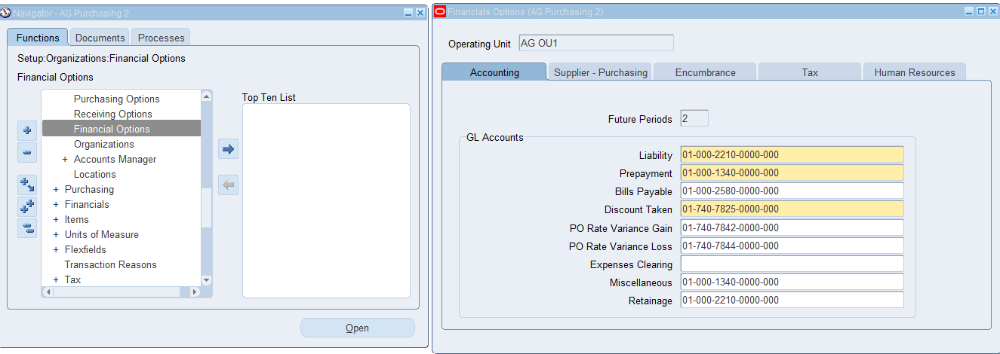 Navigator - AG Purchasing 2
Functions
Documents
Processes
Setup:Organizations:Financial Options
Financial Options
Purchasing Options
Receiving Options
Financial Options
Organizations
+ Accounts Manager
Locations
+ Purchasing
+ Financials
+ Items
+ Units of Measure
+ Flexfields
Transaction Reasons
+ Tax
Top Ten List
Open
Financials Options (AG Purchasing 2)
Operating Unit AG OU1
Accounting
Supplier - Purchasing
Encumbrance
Tax
Human Resources
Future Periods 2
GL Accounts
Liability 01-000-2210-0000-000
Prepayment 01-000-1340-0000-000
Bills Payable 01-000-2580-0000-000
Discount Taken 01-740-7825-0000-000
PO Rate Variance Gain 01-740-7842-0000-000
PO Rate Variance Loss 01-740-7844-0000-000
Expenses Clearing
Miscellaneous 01-000-1340-0000-000
Retainage 01-000-2210-0000-000